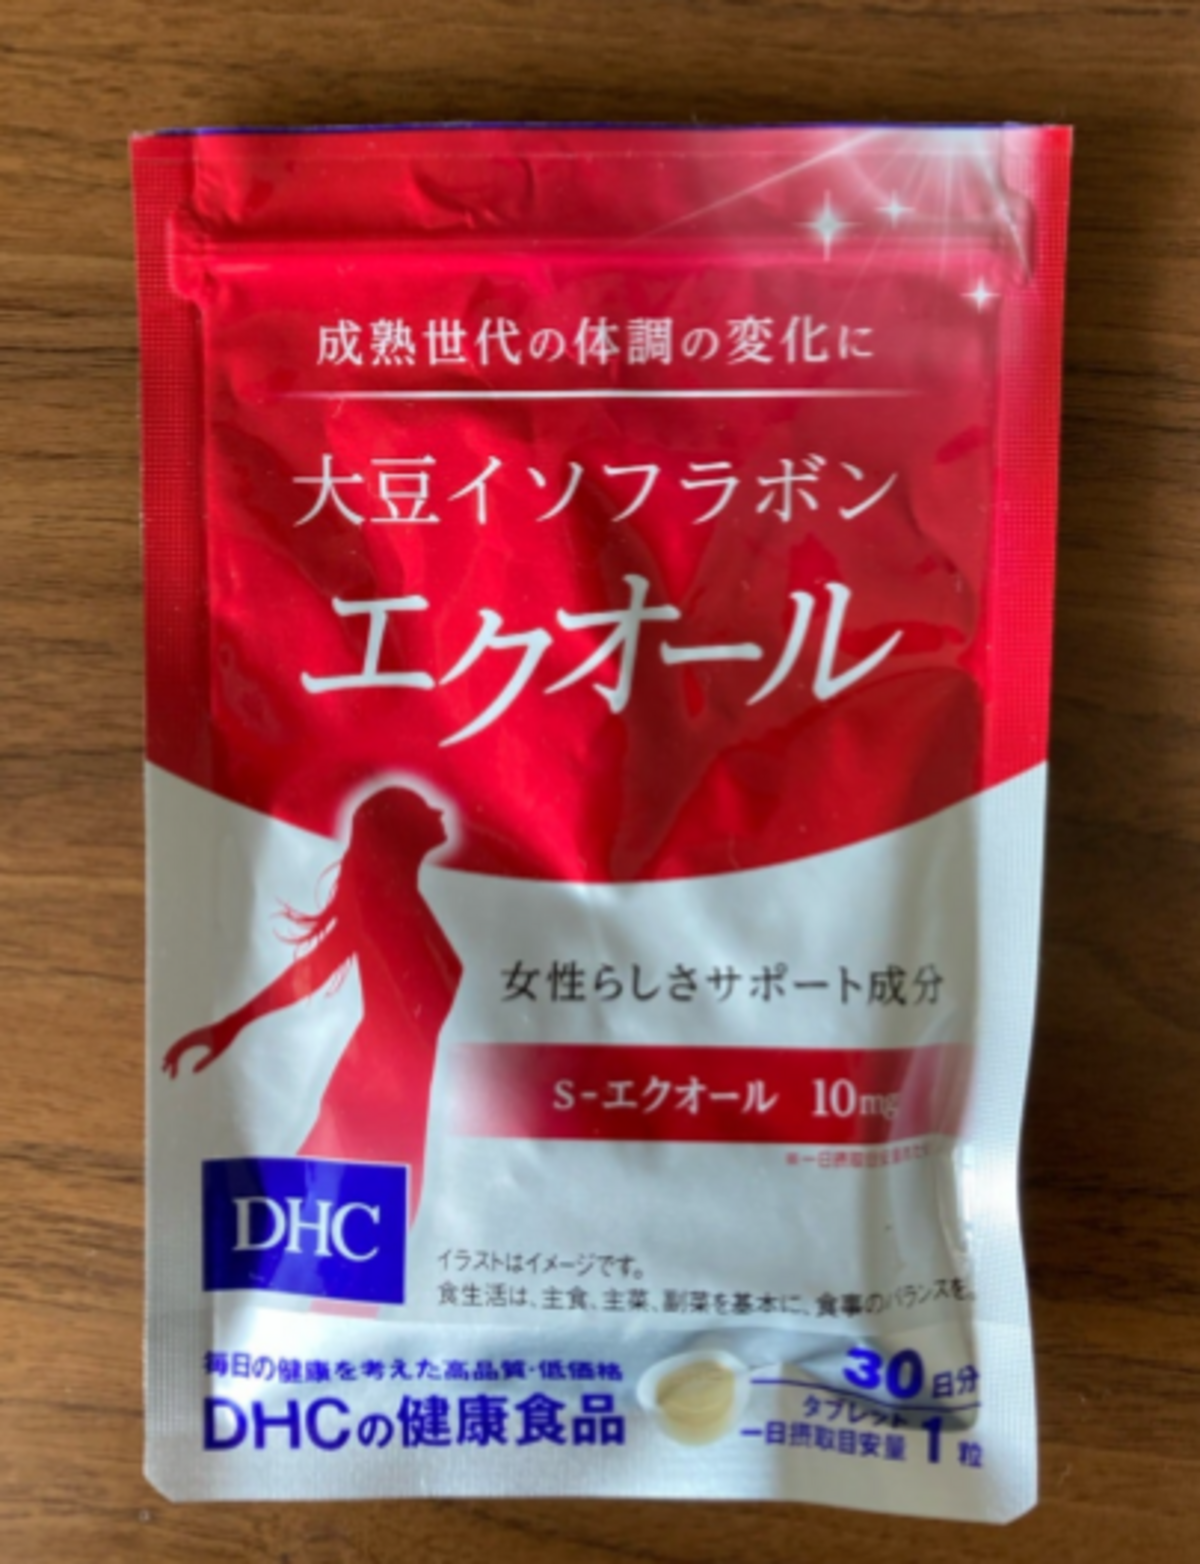 成熟世代の体調の変化に
大豆イソフラボン
エクオール
女性らしさサポート成分
S-エクオール 10mg
DHC
イラストはイメージです。
食生活は、主食、主菜、副菜を基本に、食事のバランスを。
毎日の健康を考えた高品質・低価格
DHCの健康食品
30日分
タブレット
一日摂取目安量 1粒